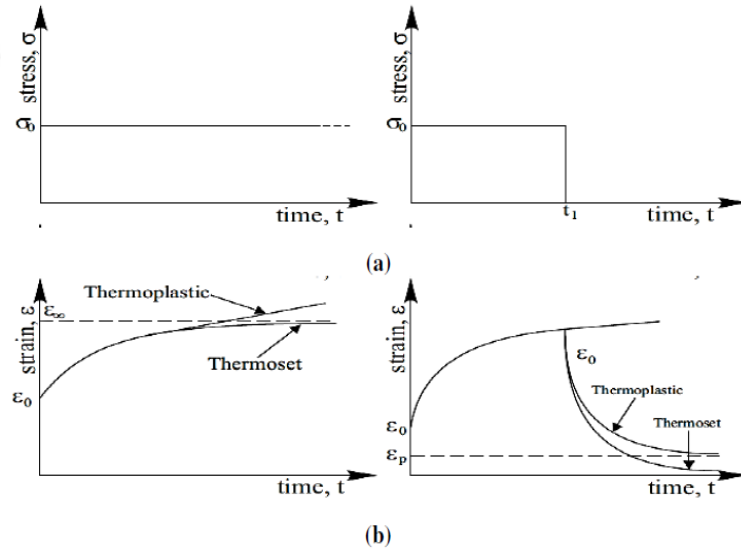 stress, σ
σ₀
time, t
stress, σ
σ₀
t₁
time, t
(a)
strain, ε
ε∞
Thermoplastic
Thermoset
ε₀
time, t
strain, ε
ε₀
Thermoplastic
Thermoset
ε₀
εₚ
time, t
(b)